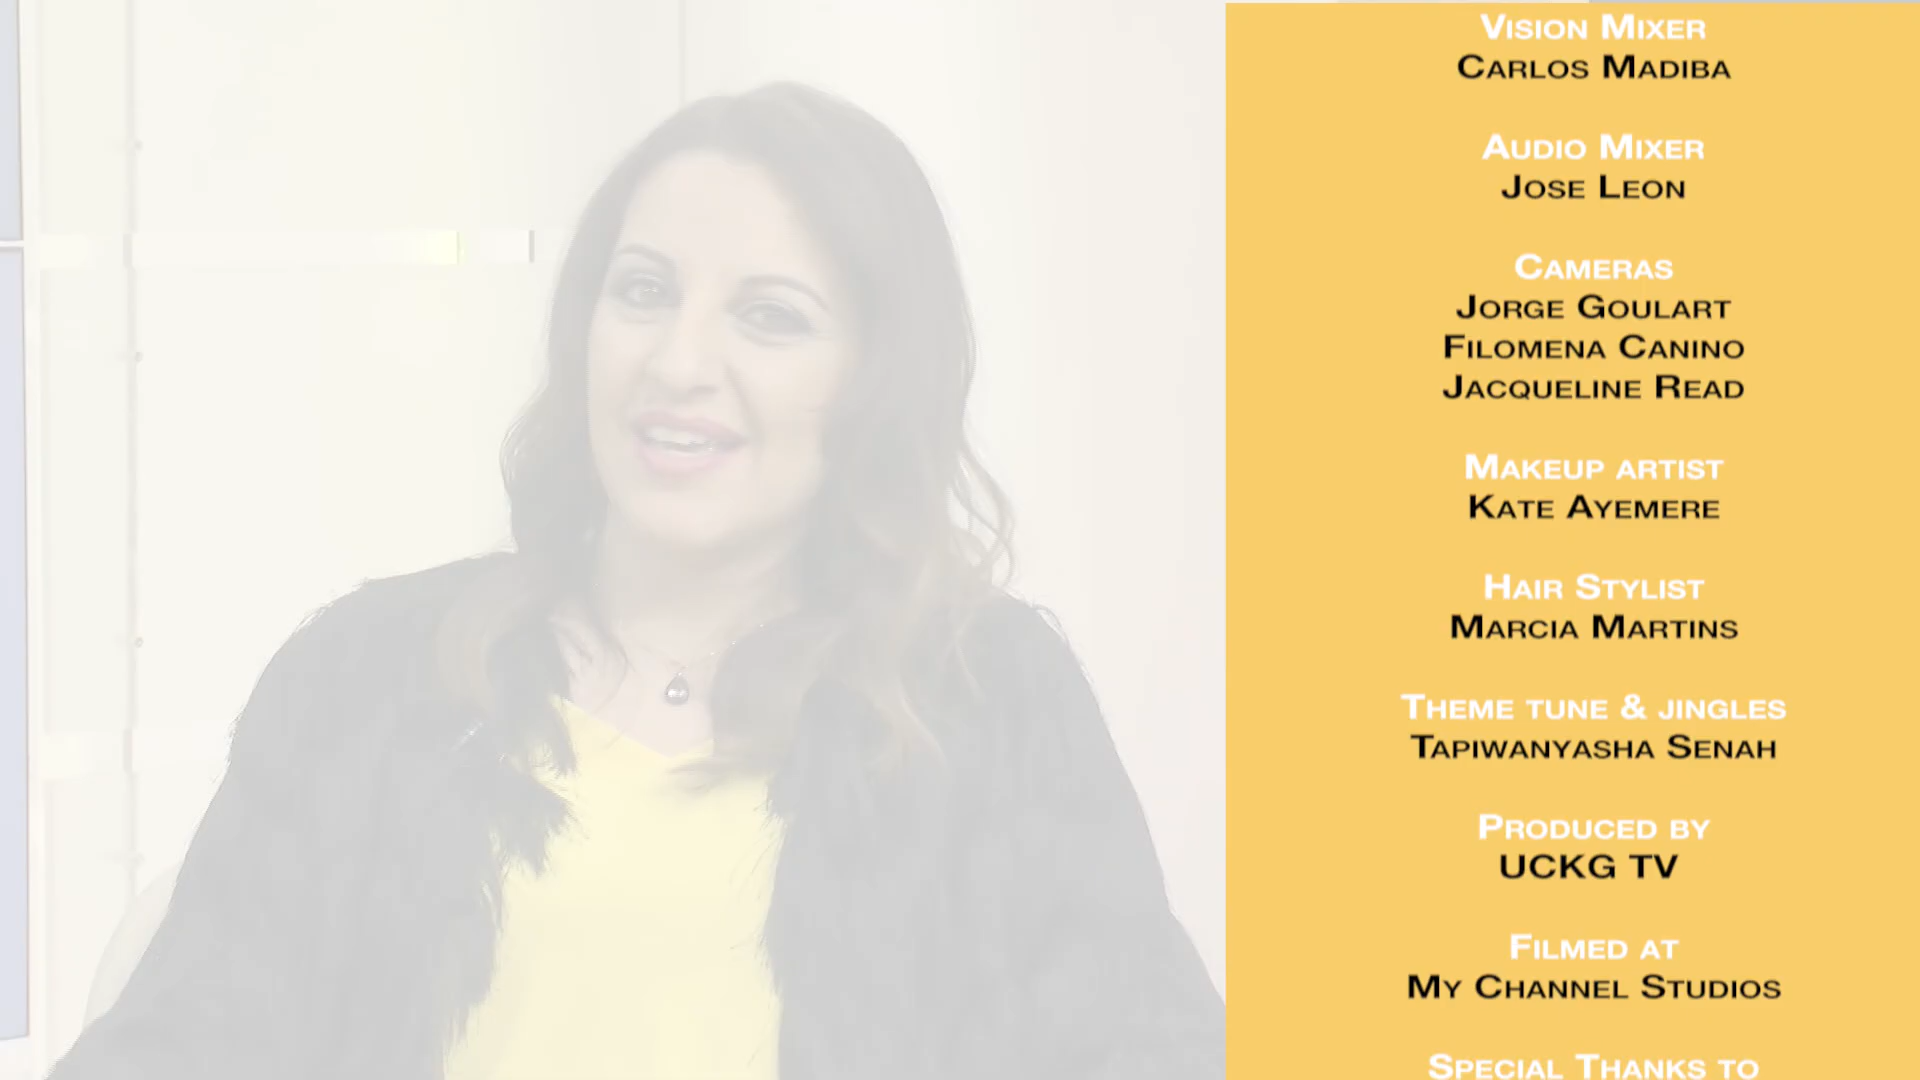 VISION MIXER
CARLOS MADIBA
AUDIO MIXER
JOSE LEON
CAMERAS
JORGE GOULART
FILOMENA CANINO
JACQUELINE READ
MAKEUP ARTIST
KATE AYEMERE
HAIR STYLIST
MARCIA MARTINS
THEME TUNE & JINGLES
TAPIWANYASHA SENAH
PRODUCED BY
UCKG TV
FILMED AT
MY CHANNEL STUDIOS
SPECIAL THANKS TO